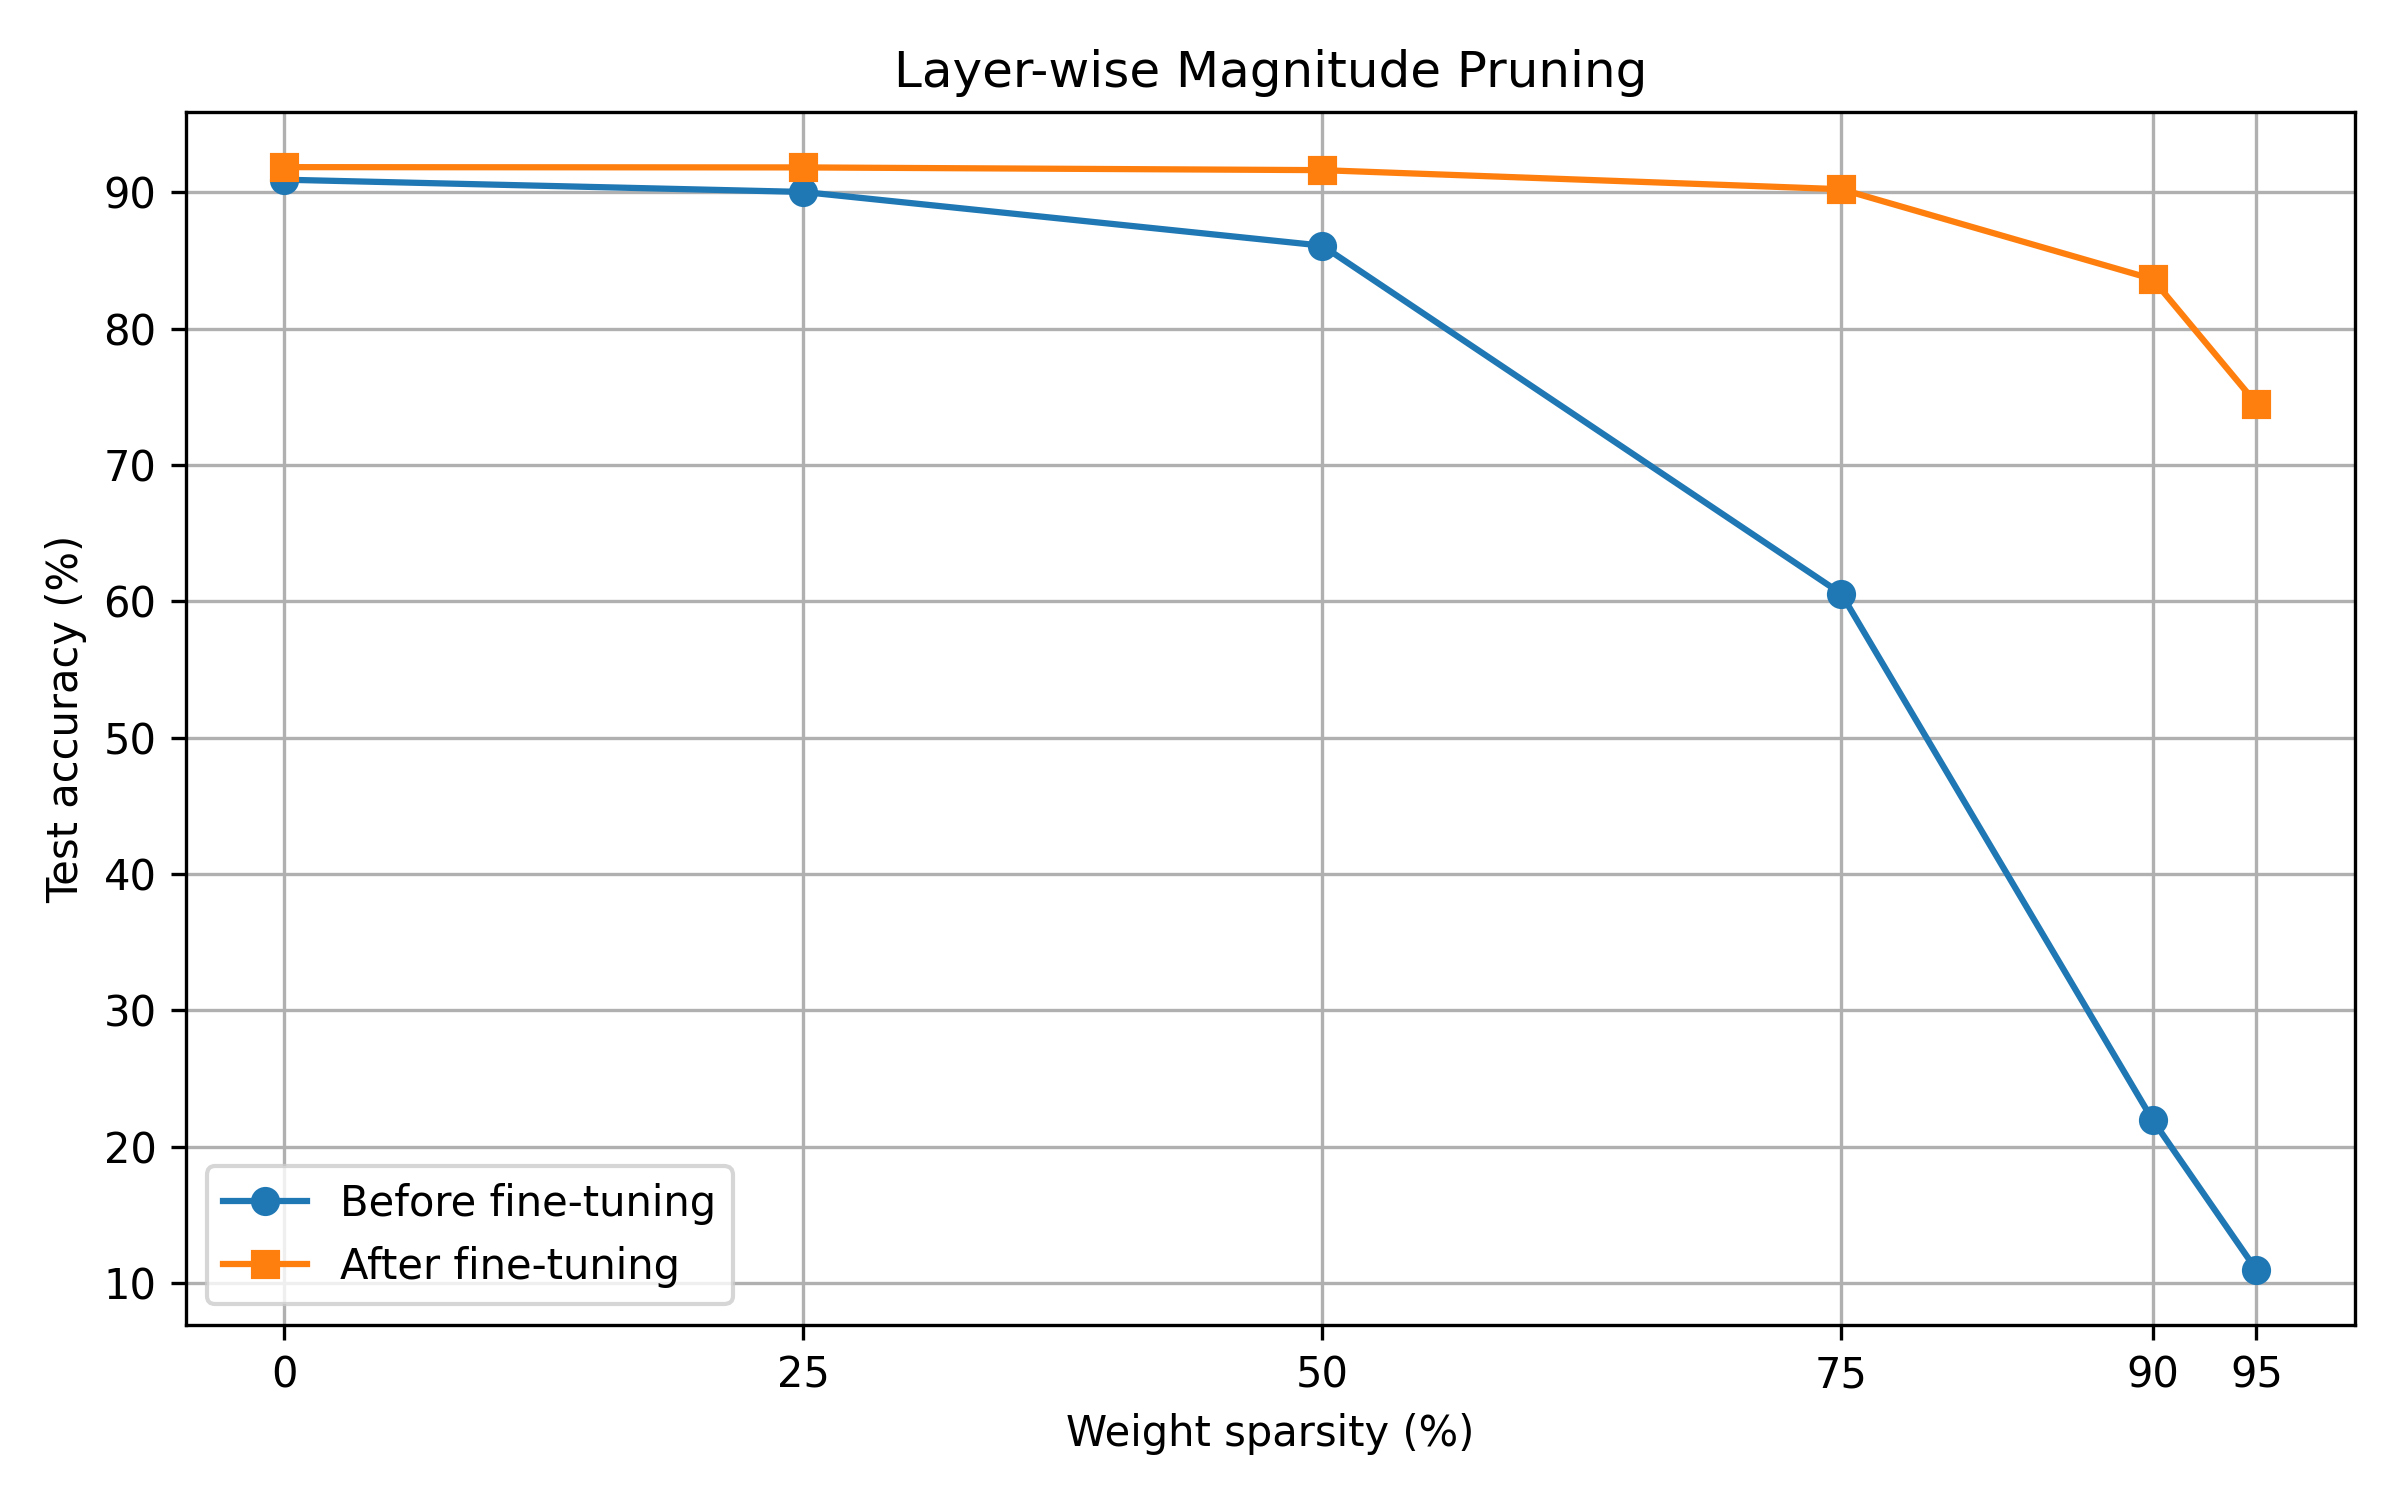 Layer-wise Magnitude Pruning
Test accuracy (%)
90
80
70
60
50
40
30
20
10
Before fine-tuning
After fine-tuning
0 25 50 75 90 95
Weight sparsity (%)